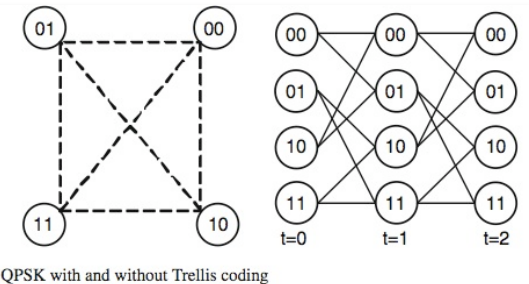 01 00 00 00 00
01 01 01
10 10 10
11 10 11 11 11
t=0 t=1 t=2
QPSK with and without Trellis coding